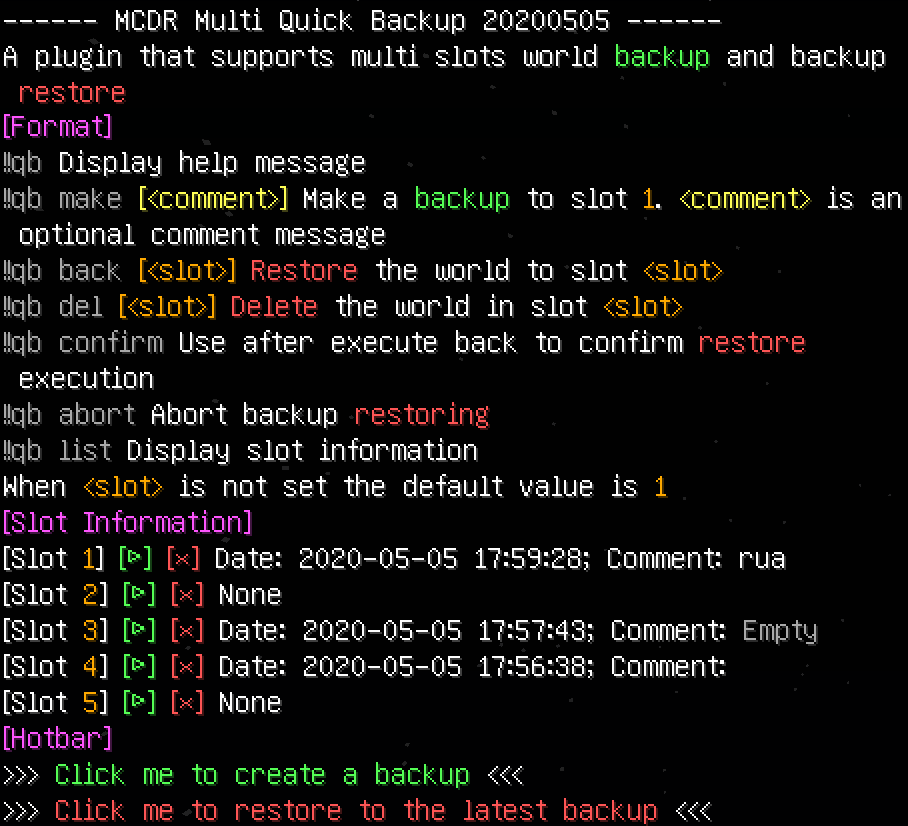 ------ MCDR Multi Quick Backup 20200505 ------
A plugin that supports multi slots world backup and backup
restore
[Format]
!!qb Display help message
!!qb make [<comment>] Make a backup to slot 1. <comment> is an
optional comment message
!!qb back [<slot>] Restore the world to slot <slot>
!!qb del [<slot>] Delete the world in slot <slot>
!!qb confirm Use after execute back to confirm restore
execution
!!qb abort Abort backup restoring
!!qb list Display slot information
When <slot> is not set the default value is 1
[Slot Information]
[Slot 1] [▷] [×] Date: 2020-05-05 17:59:28; Comment: rua
[Slot 2] [▷] [×] None
[Slot 3] [▷] [×] Date: 2020-05-05 17:57:43; Comment: Empty
[Slot 4] [▷] [×] Date: 2020-05-05 17:56:38; Comment:
[Slot 5] [▷] [×] None
[Hotbar]
>>> Click me to create a backup <<<
>>> Click me to restore to the latest backup <<<